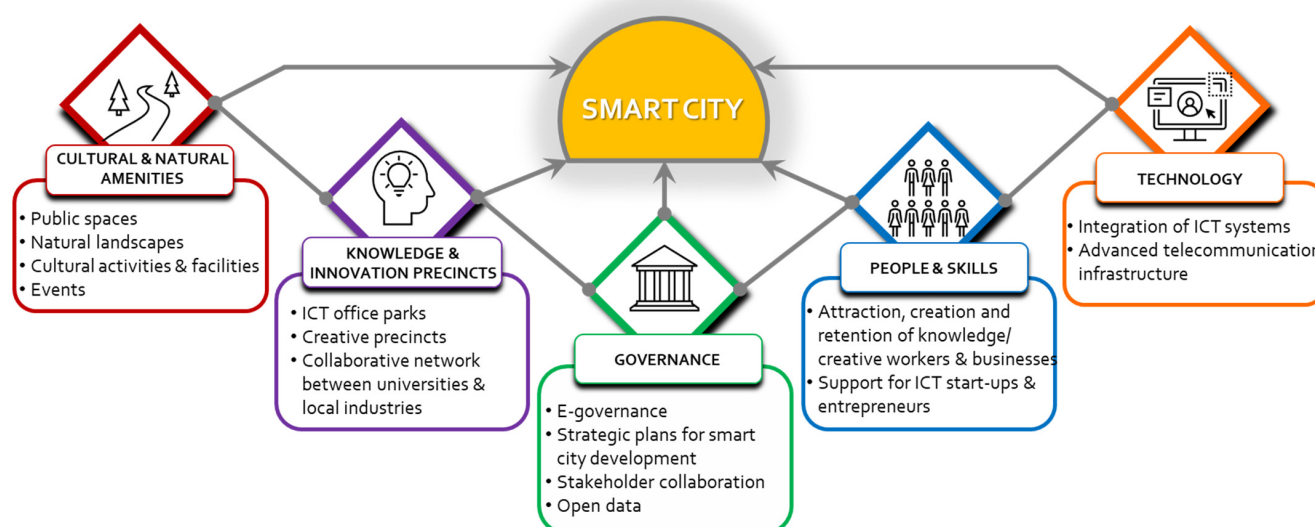 SMART CITY
CULTURAL & NATURAL
AMENITIES
• Public spaces
• Natural landscapes
• Cultural activities & facilities
• Events
KNOWLEDGE &
INNOVATION PRECINCTS
• ICT office parks
• Creative precincts
• Collaborative network
between universities &
local industries
GOVERNANCE
• E-governance
• Strategic plans for smart
city development
• Stakeholder collaboration
• Open data
PEOPLE & SKILLS
• Attraction, creation and
retention of knowledge/
creative workers & businesses
• Support for ICT start-ups &
entrepreneurs
TECHNOLOGY
• Integration of ICT systems
• Advanced telecommunication
infrastructure